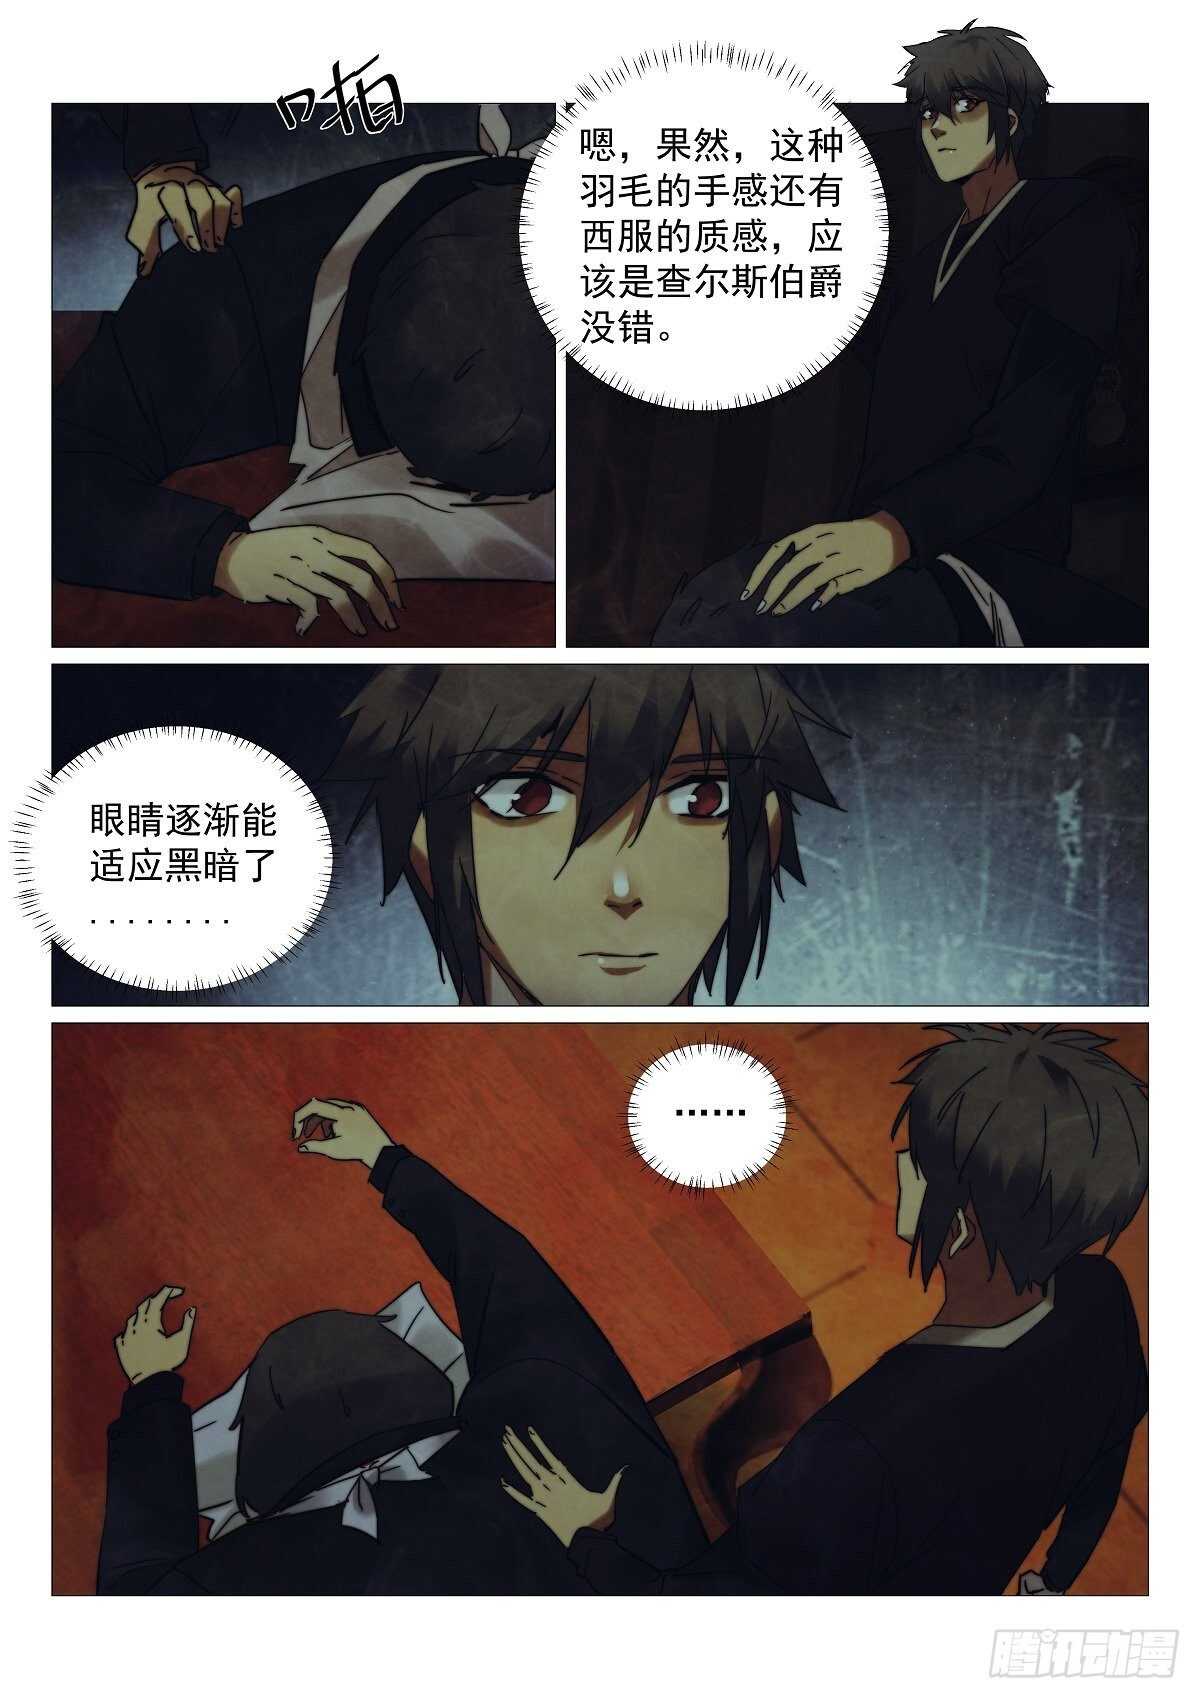 啪
嗯，果然，这种
羽毛的手感还有
西服的质感，应
该是查尔斯伯爵
没错。
眼睛逐渐能
适应黑暗了
........
......
腾讯动漫